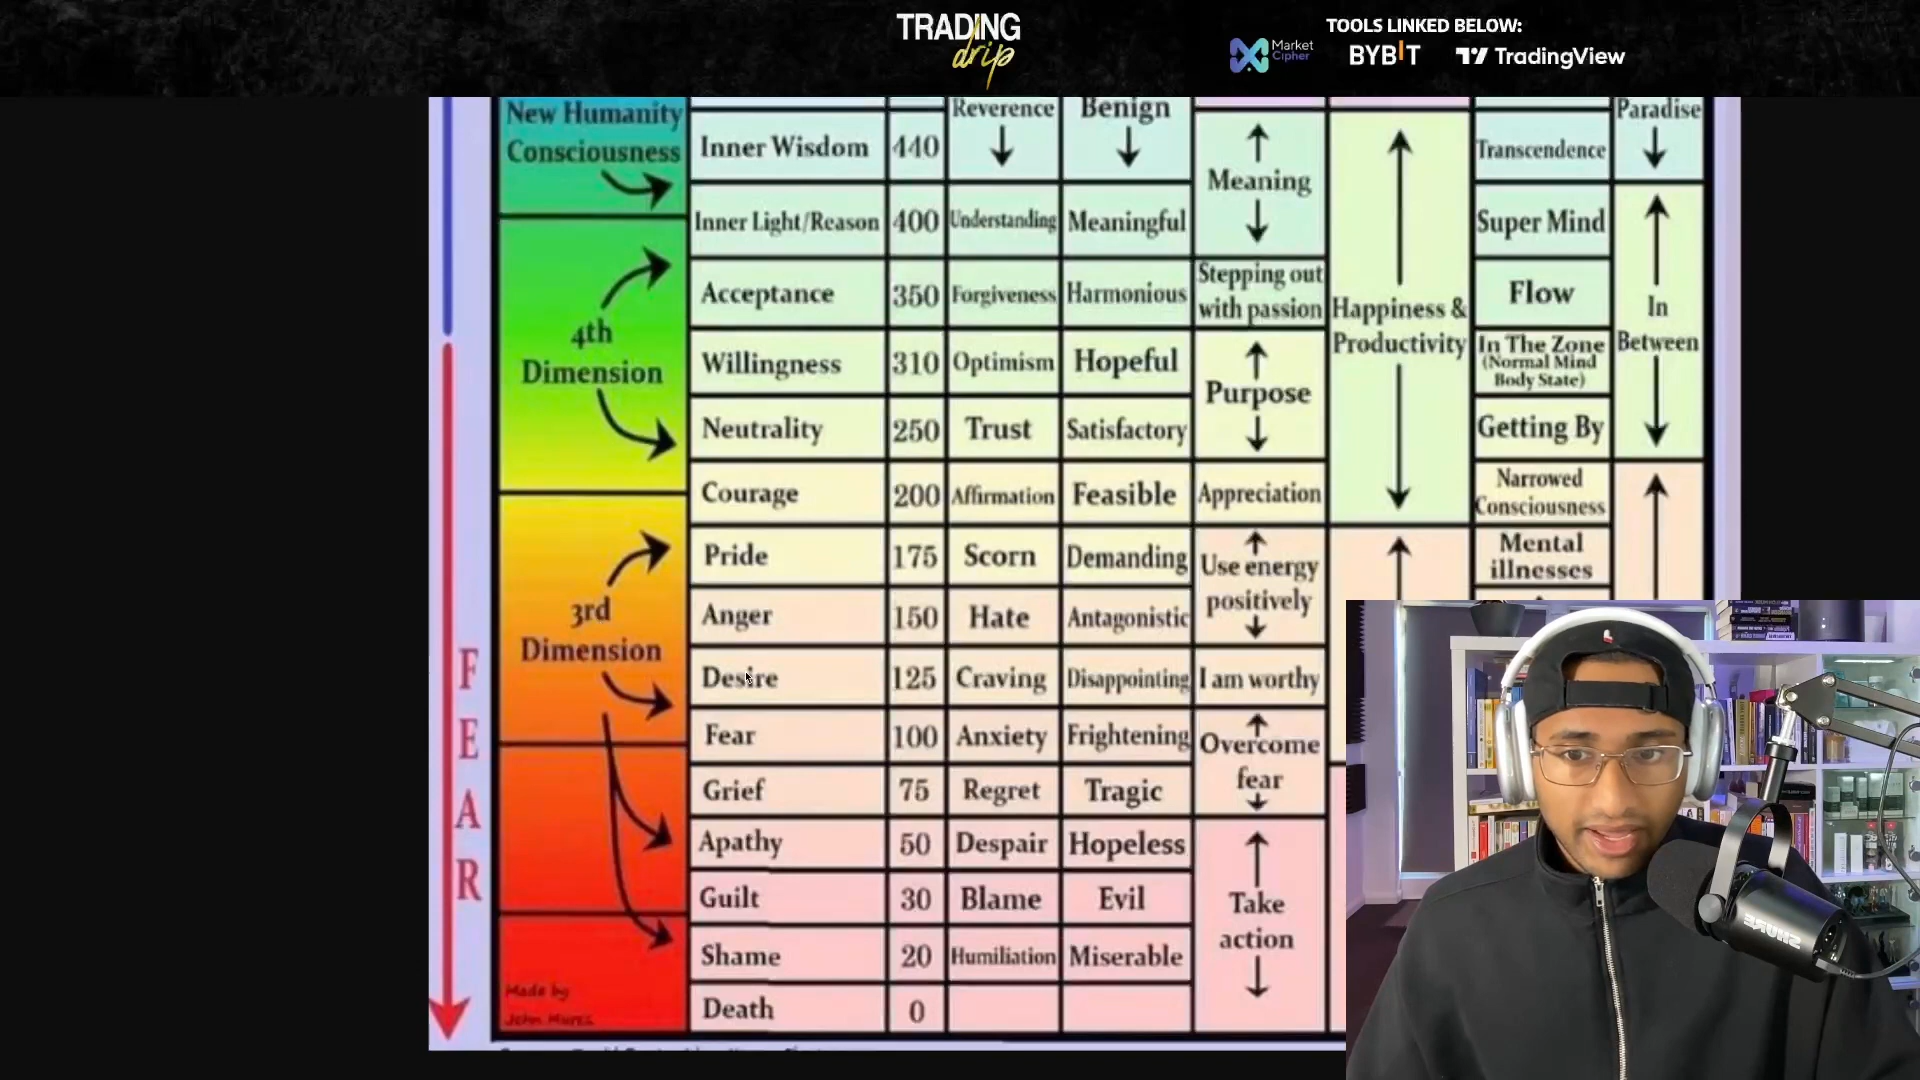 TRADING
drip
TOOLS LINKED BELOW:
Market
Cipher
BYBIT
TradingView
New Humanity
Consciousness
Reverence
Benign
Paradise
Inner Wisdom
440
Meaning
Transcendence
Inner Light/Reason
400
Understanding
Meaningful
Super Mind
4th
Dimension
Acceptance
350
Forgiveness
Harmonious
Stepping out
with passion
Happiness &
Productivity
Flow
In
Between
Willingness
310
Optimism
Hopeful
Purpose
In The Zone
(Normal Mind
Body State)
Neutrality
250
Trust
Satisfactory
Getting By
Courage
200
Affirmation
Feasible
Appreciation
Narrowed
Consciousness
3rd
Dimension
Pride
175
Scorn
Demanding
Use energy
positively
Mental
illnesses
Anger
150
Hate
Antagonistic
Desire
125
Craving
Disappointing
I am worthy
FEAR
Fear
100
Anxiety
Frightening
Overcome
fear
Grief
75
Regret
Tragic
Apathy
50
Despair
Hopeless
Take
action
Guilt
30
Blame
Evil
Shame
20
Humiliation
Miserable
Death
0
Made by
John
SHURE